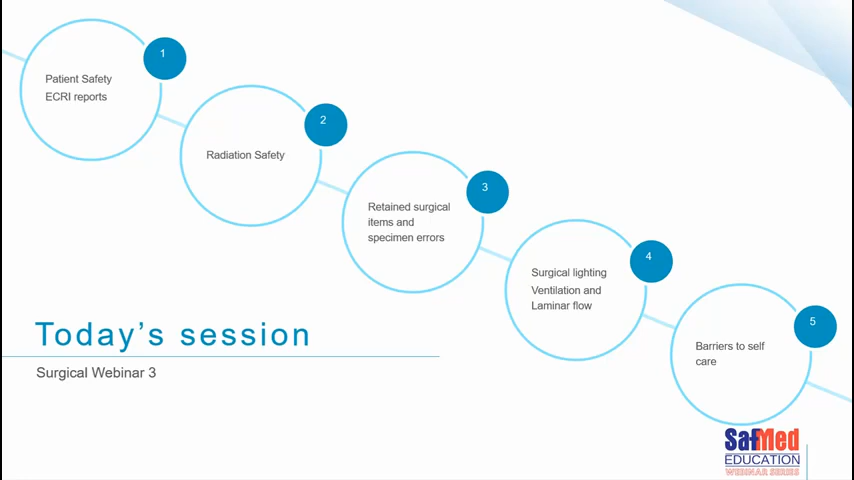 1
Patient Safety
ECRI reports
2
Radiation Safety
3
Retained surgical
items and
specimen errors
4
Surgical lighting
Ventilation and
Laminar flow
5
Barriers to self
care
Today's session
Surgical Webinar 3
SafMed
EDUCATION
WEBINAR SERIES